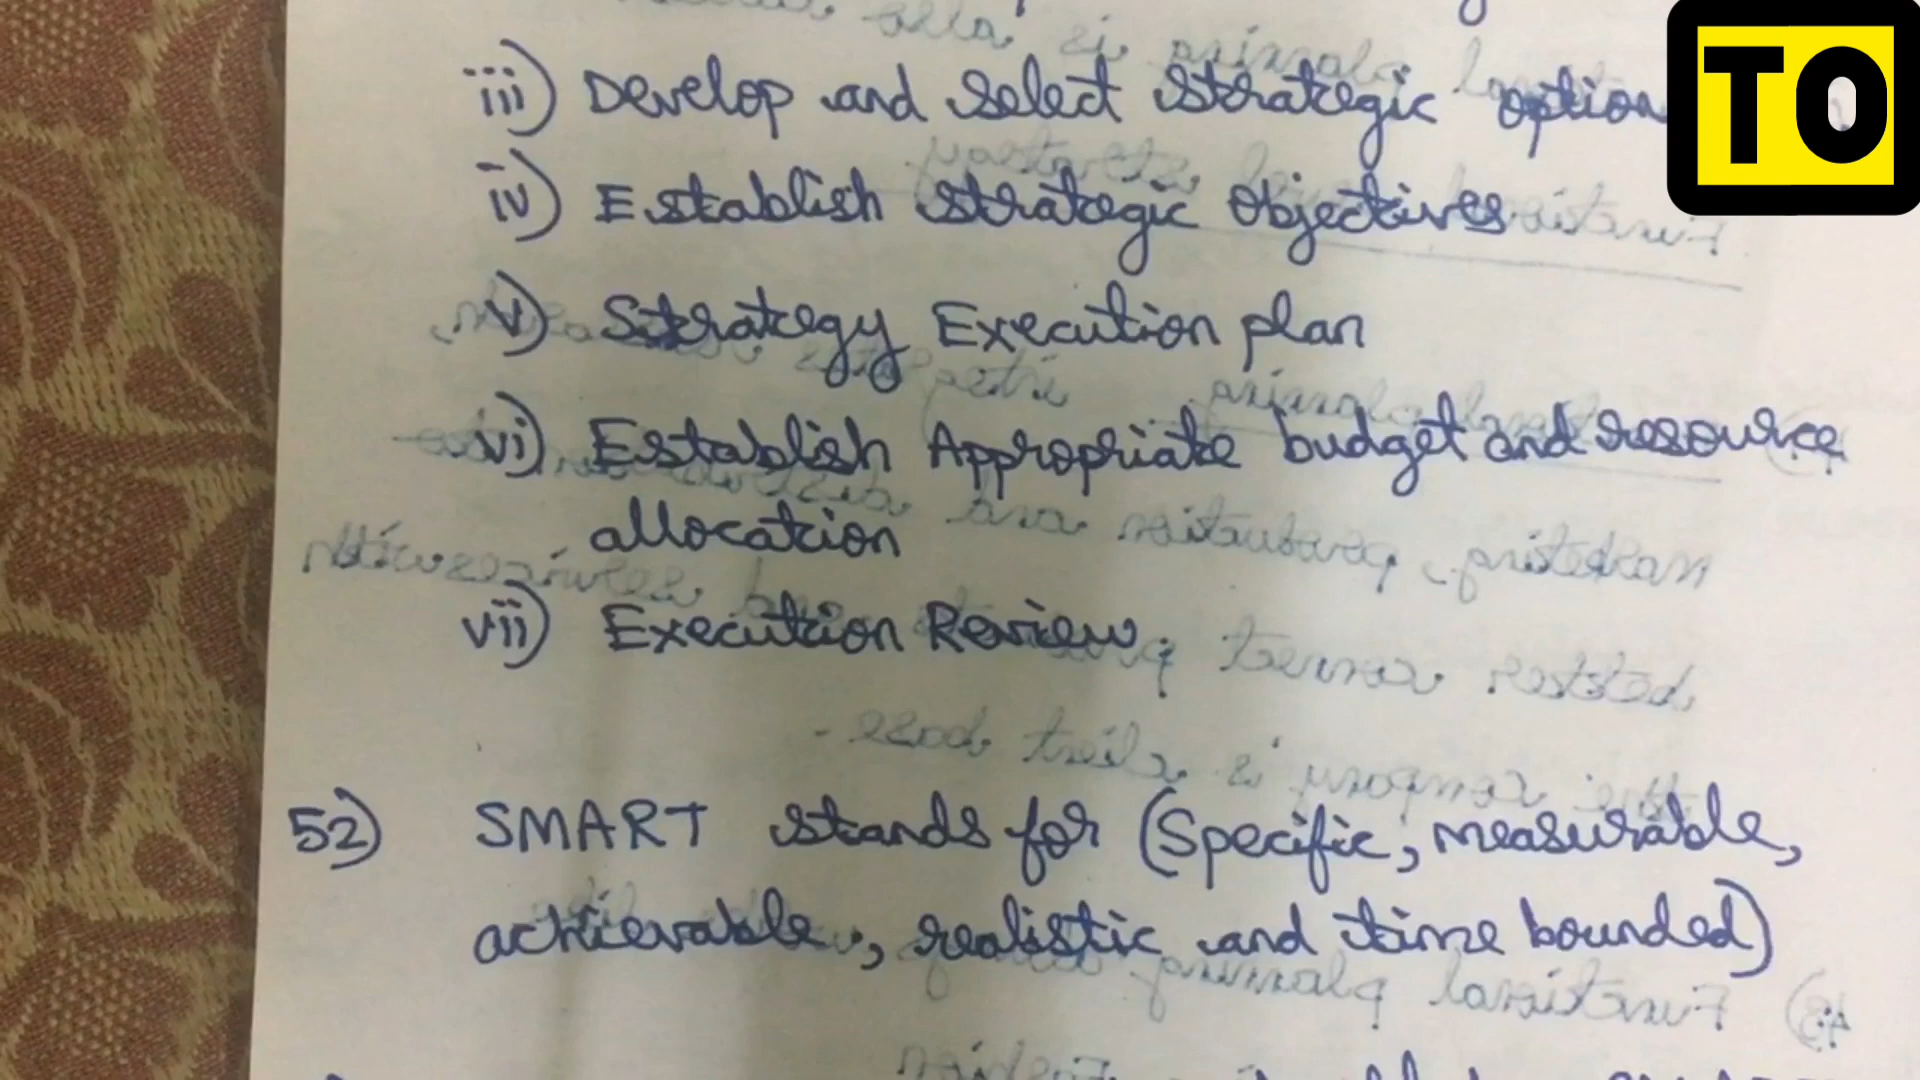 TO
iii) Develop and select strategic option
iv) Establish strategic objectives
v) Strategy Execution plan
vi) Establish Appropriate budget and resource
allocation
vii) Execution Review.
52) SMART stands for (Specific, measurable,
achievable, realistic and time bounded)